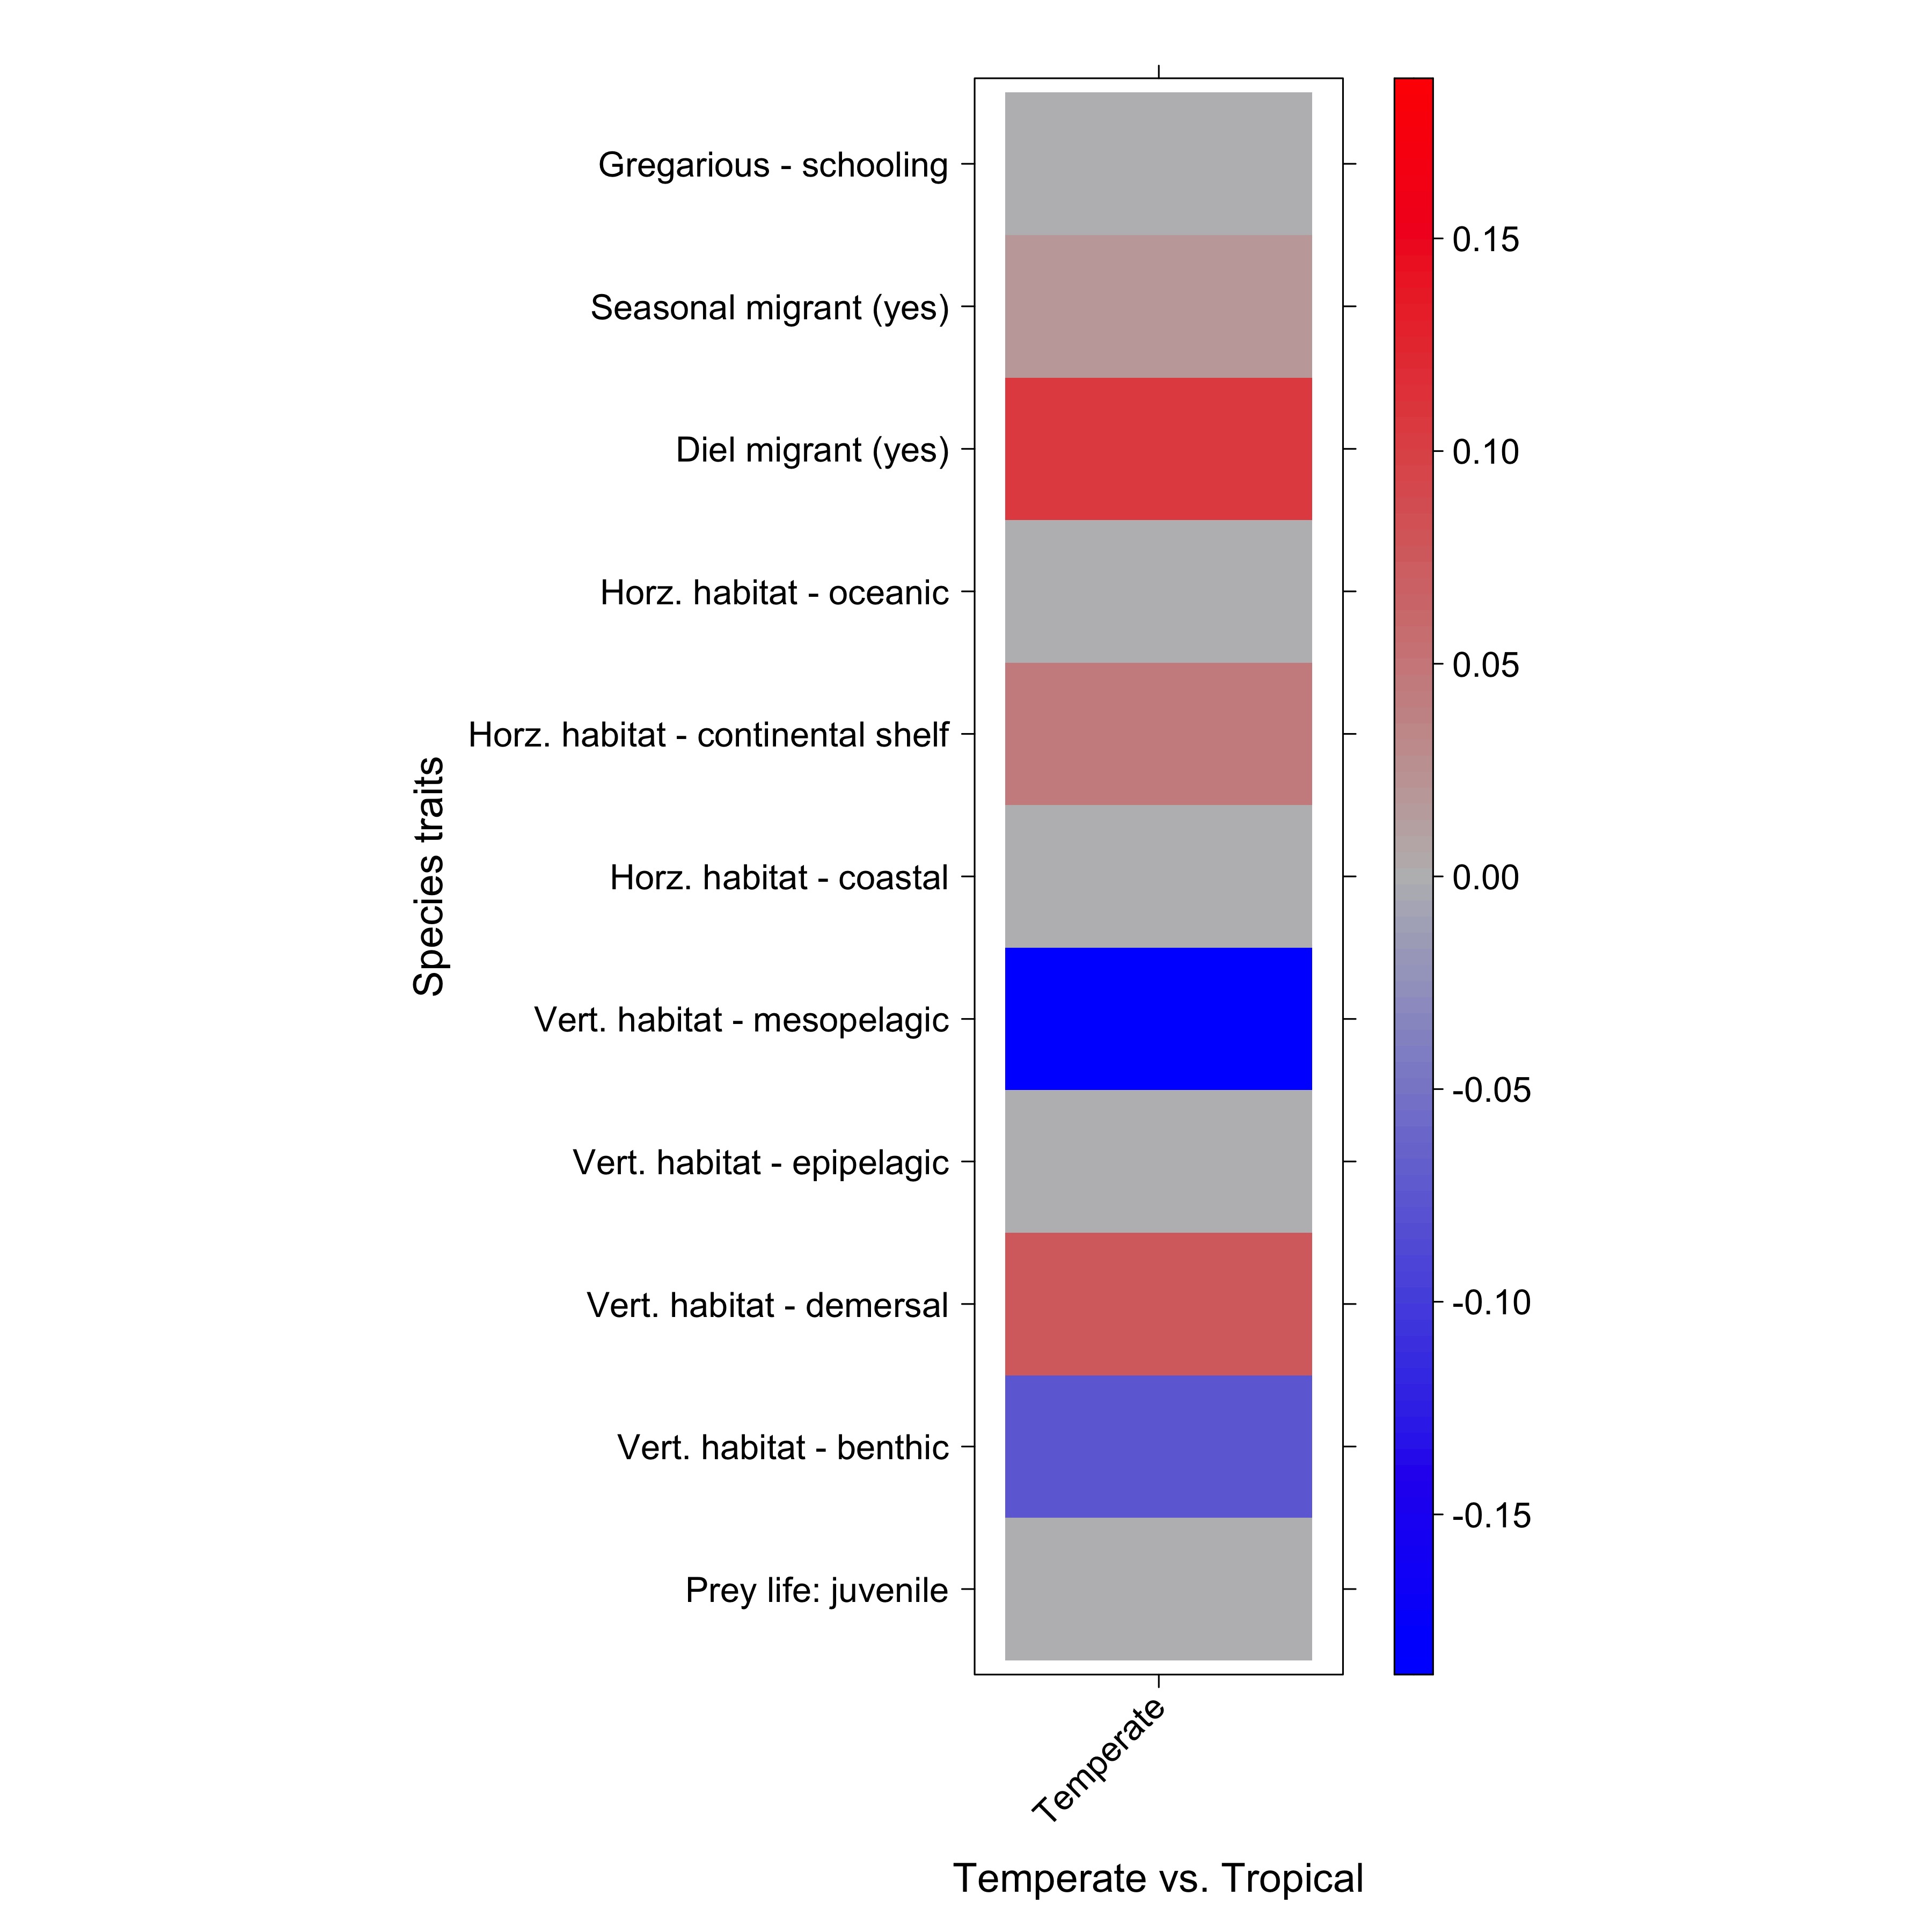 Gregarious - schooling
Seasonal migrant (yes)
Diel migrant (yes)
Horz. habitat - oceanic
Horz. habitat - continental shelf
Horz. habitat - coastal
Vert. habitat - mesopelagic
Vert. habitat - epipelagic
Vert. habitat - demersal
Vert. habitat - benthic
Prey life: juvenile
Species traits
0.15
0.10
0.05
0.00
-0.05
-0.10
-0.15
Temperate
Temperate vs. Tropical